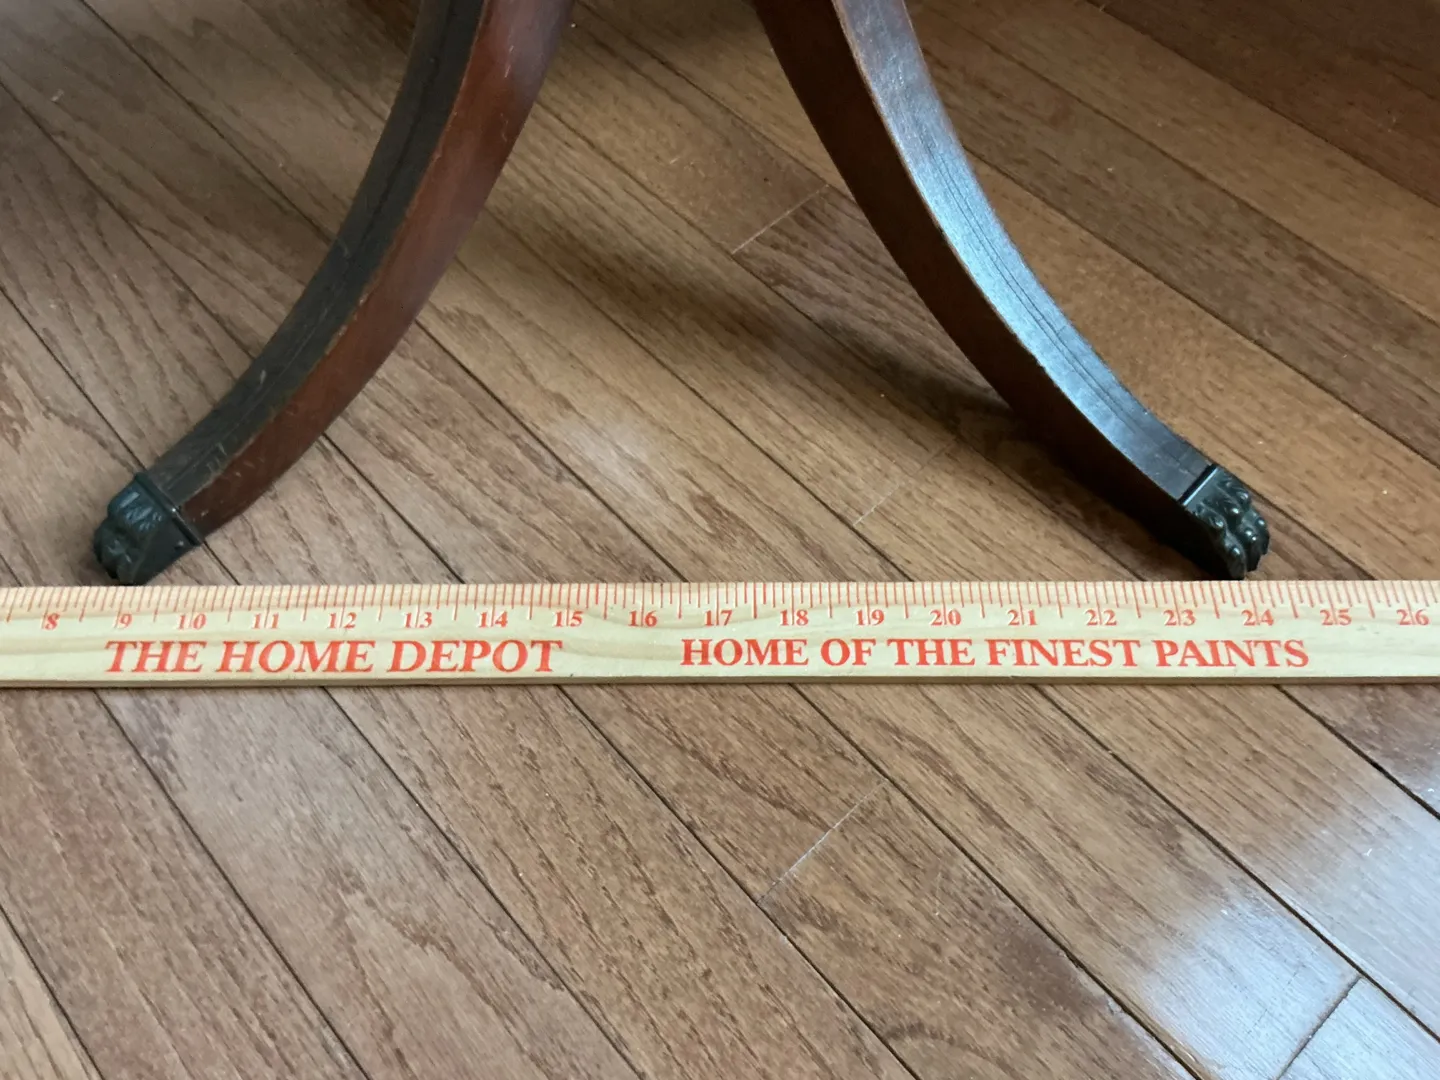 8 9 10 11 12 13 14 15 16 17 18 19 20 21 22 23 24 25 26
THE HOME DEPOT HOME OF THE FINEST PAINTS